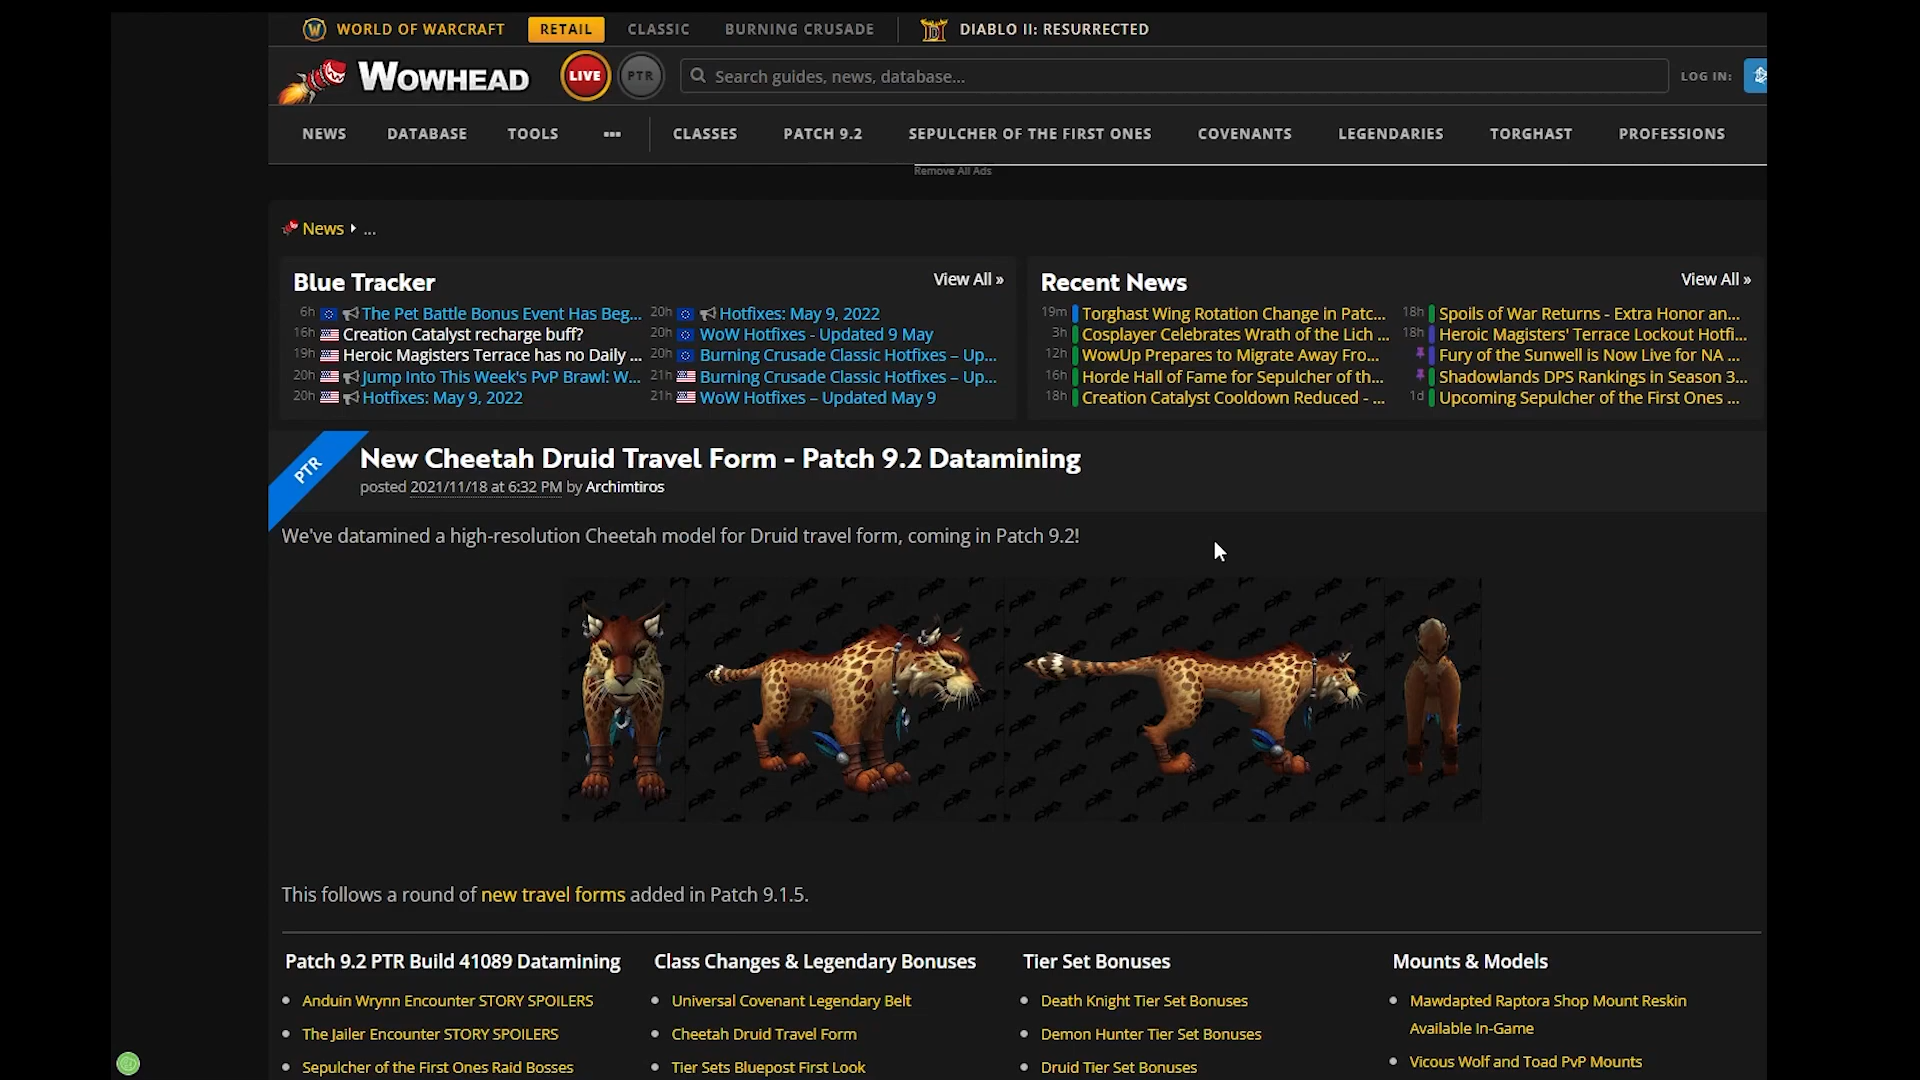 WORLD OF WARCRAFT RETAIL CLASSIC BURNING CRUSADE DIABLO II: RESURRECTED
WOWHEAD LIVE PTR Search guides, news, database... LOG IN:
NEWS DATABASE TOOLS ••• CLASSES PATCH 9.2 SEPULCHER OF THE FIRST ONES COVENANTS LEGENDARIES TORGHAST PROFESSIONS
Remove All Ads
News ...
Blue Tracker View All »
6h The Pet Battle Bonus Event Has Beg...
16h Creation Catalyst recharge buff?
19h Heroic Magisters Terrace has no Daily ...
20h Jump Into This Week's PvP Brawl: W...
20h Hotfixes: May 9, 2022
20h Hotfixes: May 9, 2022
20h WoW Hotfixes - Updated 9 May
20h Burning Crusade Classic Hotfixes – Up...
21h Burning Crusade Classic Hotfixes – Up...
21h WoW Hotfixes – Updated May 9
Recent News View All »
19m Torghast Wing Rotation Change in Patc...
3h Cosplayer Celebrates Wrath of the Lich ...
12h WowUp Prepares to Migrate Away Fro...
16h Horde Hall of Fame for Sepulcher of th...
18h Creation Catalyst Cooldown Reduced - ...
18h Spoils of War Returns - Extra Honor an...
18h Heroic Magisters' Terrace Lockout Hotfi...
Fury of the Sunwell is Now Live for NA ...
Shadowlands DPS Rankings in Season 3...
1d Upcoming Sepulcher of the First Ones ...
PTR
New Cheetah Druid Travel Form - Patch 9.2 Datamining
posted 2021/11/18 at 6:32 PM by Archimtiros
We've datamined a high-resolution Cheetah model for Druid travel form, coming in Patch 9.2!
This follows a round of new travel forms added in Patch 9.1.5.
Patch 9.2 PTR Build 41089 Datamining
Anduin Wrynn Encounter STORY SPOILERS
The Jailer Encounter STORY SPOILERS
Sepulcher of the First Ones Raid Bosses
Class Changes & Legendary Bonuses
Universal Covenant Legendary Belt
Cheetah Druid Travel Form
Tier Sets Bluepost First Look
Tier Set Bonuses
Death Knight Tier Set Bonuses
Demon Hunter Tier Set Bonuses
Druid Tier Set Bonuses
Mounts & Models
Mawdapted Raptora Shop Mount Reskin
Available In-Game
Vicous Wolf and Toad PvP Mounts